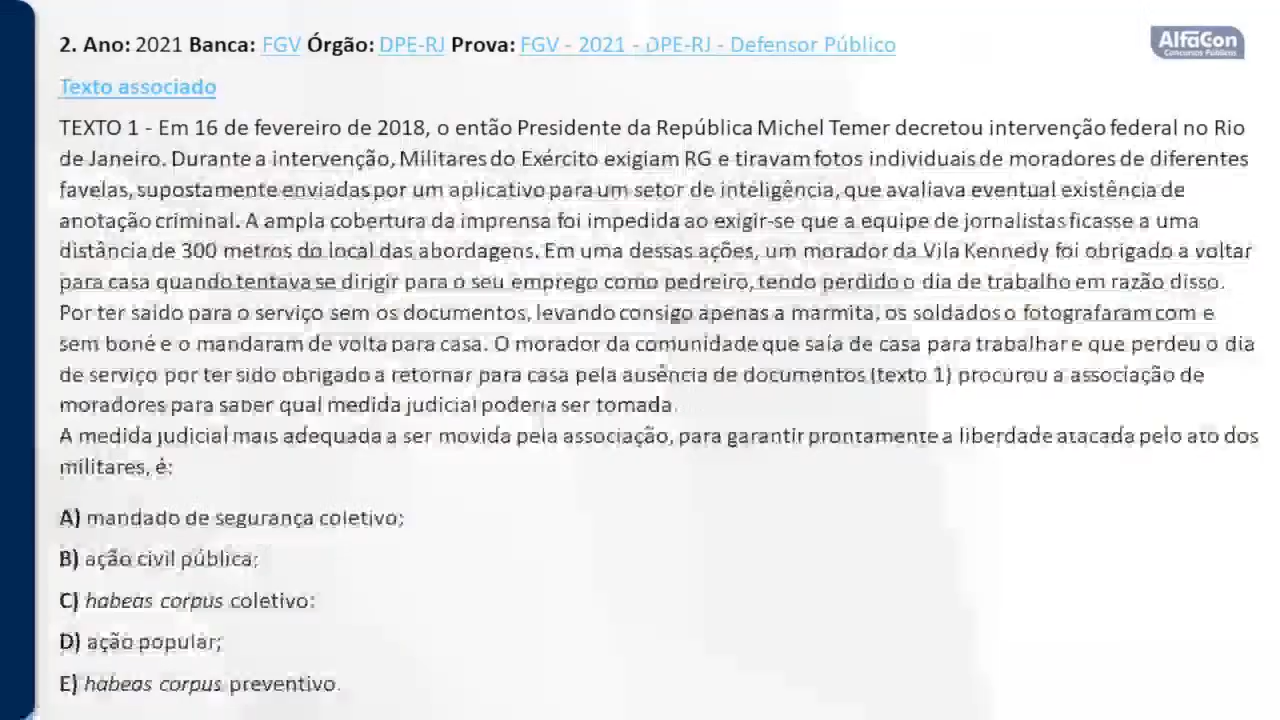 2. Ano: 2021 Banca: FGV Órgão: DPE-RJ Prova: FGV - 2021 - DPE-RJ - Defensor Público
AlfaCon
Concursos Públicos
Texto associado
TEXTO 1 - Em 16 de fevereiro de 2018, o então Presidente da República Michel Temer decretou intervenção federal no Rio
de Janeiro. Durante a intervenção, Militares do Exército exigiam RG e tiravam fotos individuais de moradores de diferentes
favelas, supostamente enviadas por um aplicativo para um setor de inteligência, que avaliava eventual existência de
anotação criminal. A ampla cobertura da imprensa foi impedida ao exigir-se que a equipe de jornalistas ficasse a uma
distância de 300 metros do local das abordagens. Em uma dessas ações, um morador da Vila Kennedy foi obrigado a voltar
para casa quando tentava se dirigir para o seu emprego como pedreiro, tendo perdido o dia de trabalho em razão disso.
Por ter saído para o serviço sem os documentos, levando consigo apenas a marmita, os soldados o fotografaram com e
sem boné e o mandaram de volta para casa. O morador da comunidade que saía de casa para trabalhar e que perdeu o dia
de serviço por ter sido obrigado a retornar para casa pela ausência de documentos (texto 1) procurou a associação de
moradores para saber qual medida judicial poderia ser tomada.
A medida judicial mais adequada a ser movida pela associação, para garantir prontamente a liberdade atacada pelo ato dos
militares, é:
A) mandado de segurança coletivo;
B) ação civil pública;
C) habeas corpus coletivo;
D) ação popular;
E) habeas corpus preventivo.